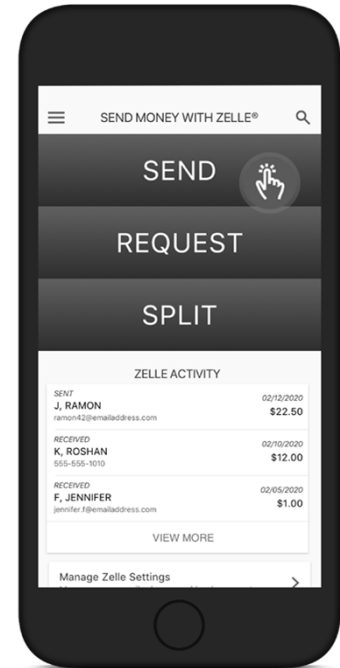 SEND MONEY WITH ZELLE®
SEND
REQUEST
SPLIT
ZELLE ACTIVITY
SENT 02/12/2020
J, RAMON $22.50
ramon42@emailaddress.com
RECEIVED 02/10/2020
K, ROSHAN $12.00
555-555-1010
RECEIVED 02/05/2020
F, JENNIFER $1.00
jennifer.f@emailaddress.com
VIEW MORE
Manage Zelle Settings